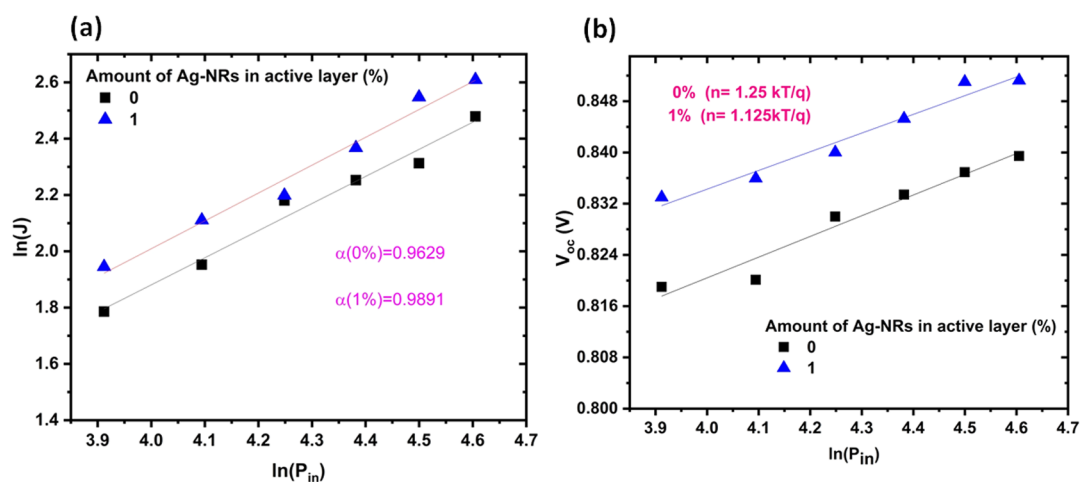 (a)
Amount of Ag-NRs in active layer (%)
0
1
α(0%)=0.9629
α(1%)=0.9891
ln(J)
2.6
2.4
2.2
2.0
1.8
1.6
1.4
3.9 4.0 4.1 4.2 4.3 4.4 4.5 4.6 4.7
ln(Pin)
(b)
0% (n= 1.25 kT/q)
1% (n= 1.125kT/q)
Voc (V)
0.848
0.840
0.832
0.824
0.816
0.808
0.800
Amount of Ag-NRs in active layer (%)
0
1
3.9 4.0 4.1 4.2 4.3 4.4 4.5 4.6 4.7
ln(Pin)